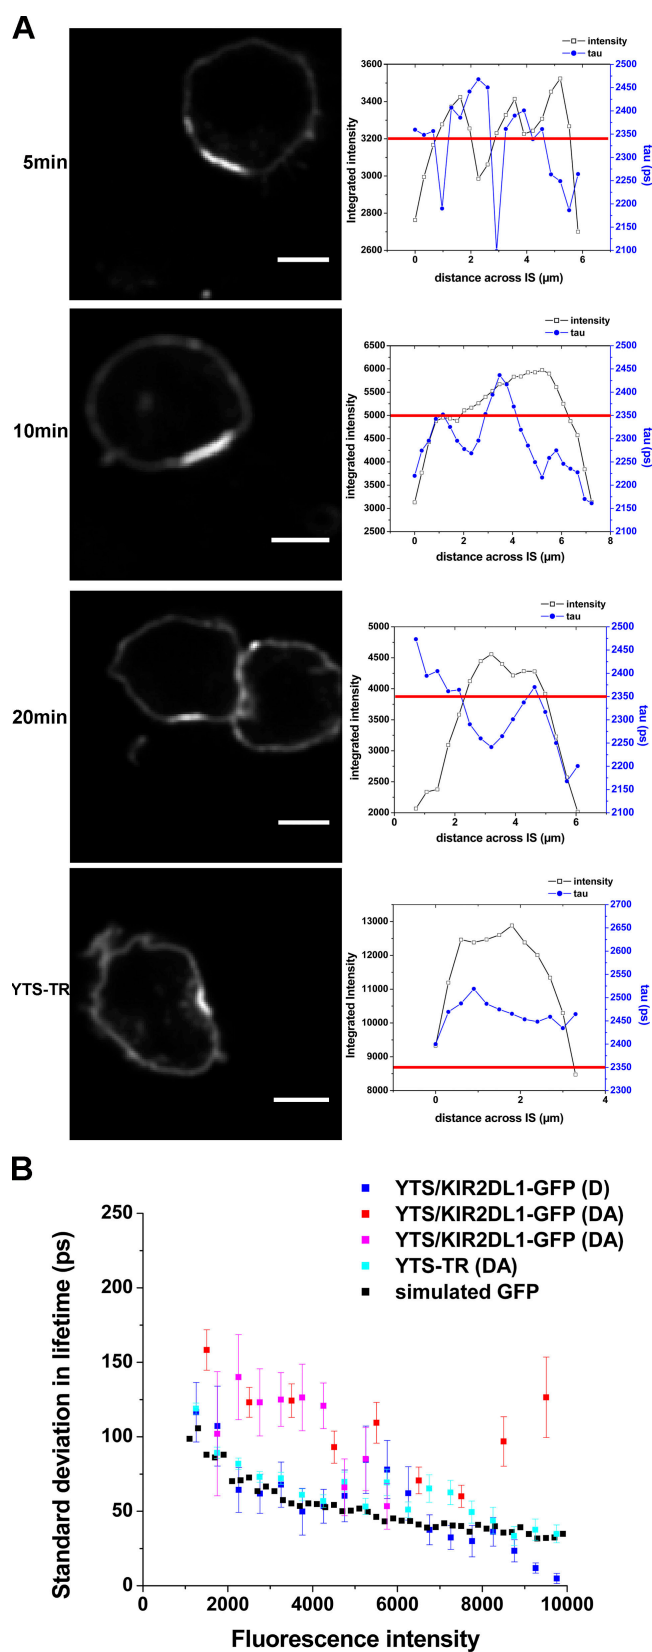 A
5min
intensity
tau
Integrated intensity
3600
3400
3200
3000
2800
2600
2500
2450
2400
2350
2300
2250
2200
2150
2100
tau (ps)
0 2 4 6
distance across IS (µm)
10min
intensity
tau
integrated intensity
6500
6000
5500
5000
4500
4000
3500
3000
2500
2500
2450
2400
2350
2300
2250
2200
2150
2100
tau (ps)
0 2 4 6 8
distance across IS (µm)
20min
intensity
tau
integrated intensity
5000
4500
4000
3500
3000
2500
2000
2500
2450
2400
2350
2300
2250
2200
2150
2100
tau (ps)
0 2 4 6
distance across IS (µm)
YTS-TR
intensity
tau
Integrated Intensity
13000
12000
11000
10000
9000
8000
2700
2650
2600
2550
2500
2450
2400
2350
2300
tau (ps)
0 2 4
distance across IS (µm)
B
YTS/KIR2DL1-GFP (D)
YTS/KIR2DL1-GFP (DA)
YTS/KIR2DL1-GFP (DA)
YTS-TR (DA)
simulated GFP
Standard deviation in lifetime (ps)
250
200
150
100
50
0
0 2000 4000 6000 8000 10000
Fluorescence intensity